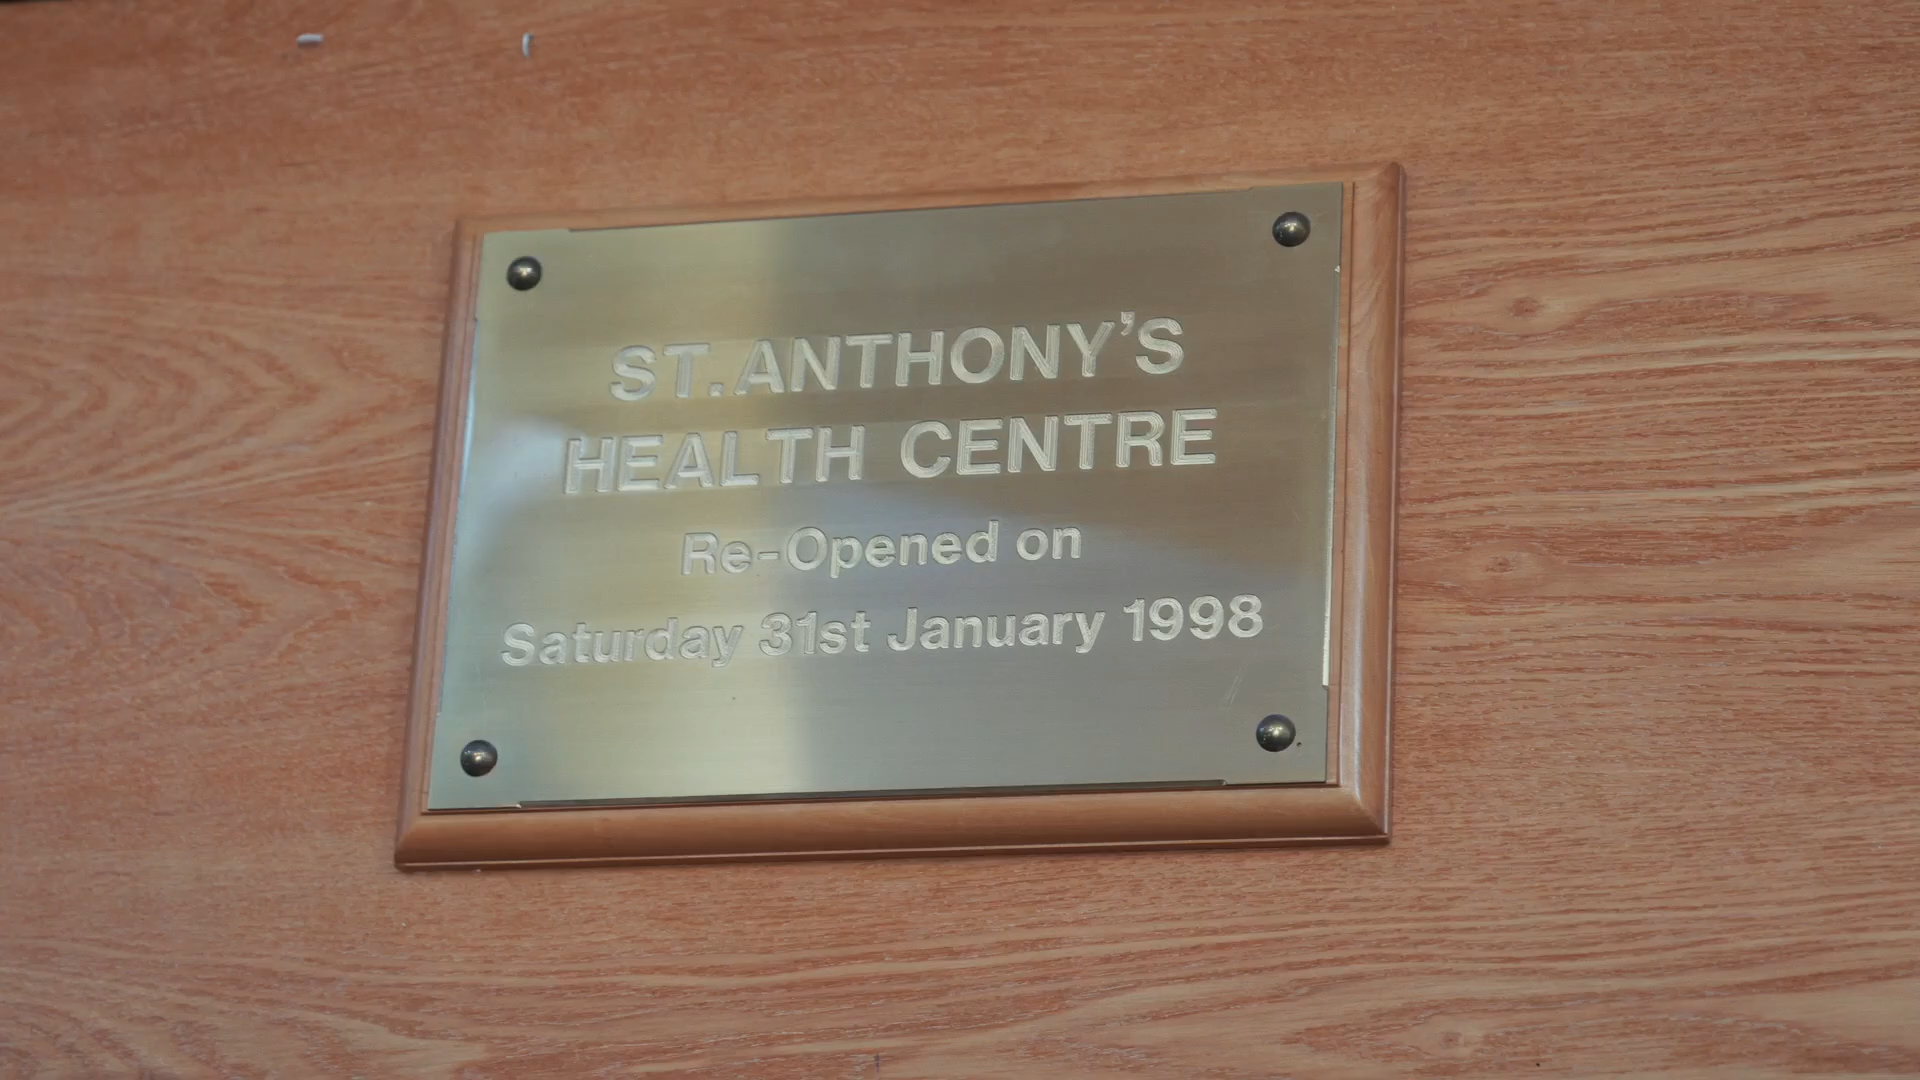 ST. ANTHONY'S
HEALTH CENTRE
Re-Opened on
Saturday 31st January 1998